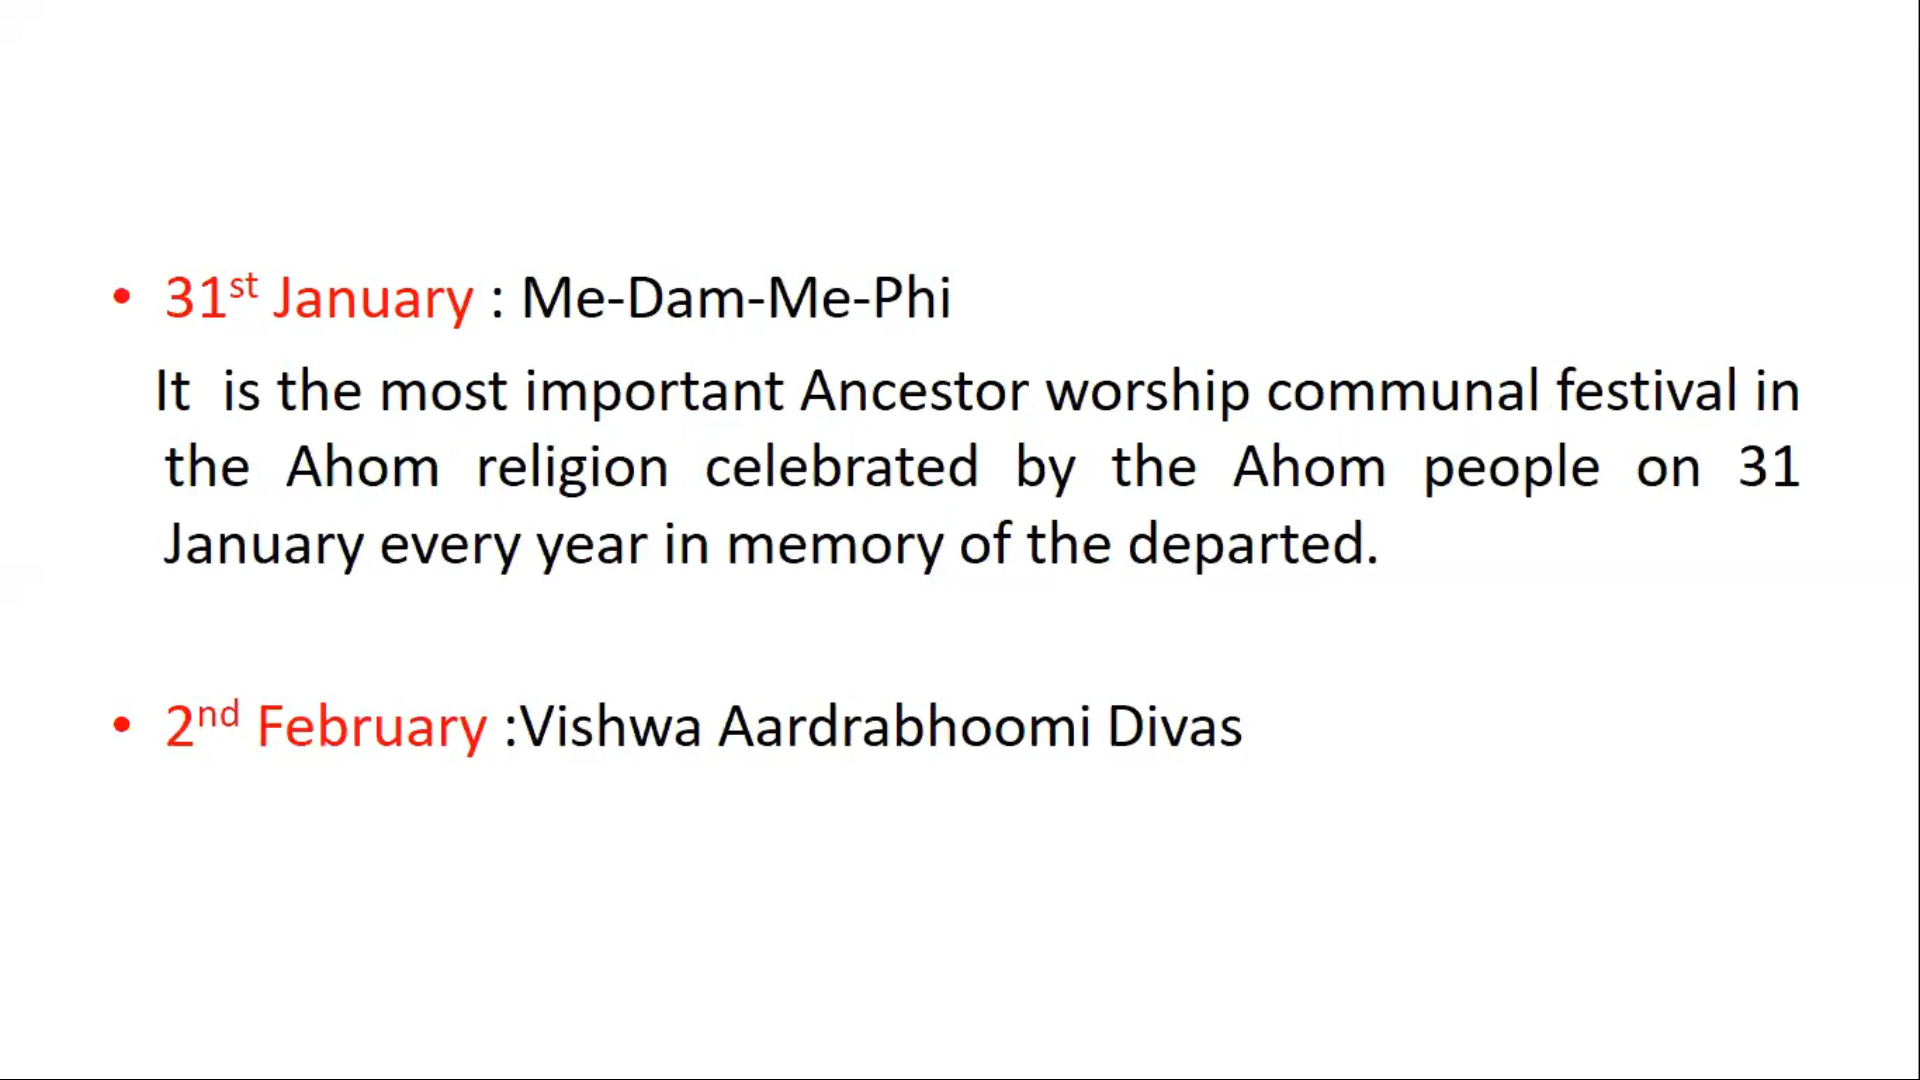 • 31st January : Me-Dam-Me-Phi
It is the most important Ancestor worship communal festival in
the Ahom religion celebrated by the Ahom people on 31
January every year in memory of the departed.
• 2nd February :Vishwa Aardrabhoomi Divas